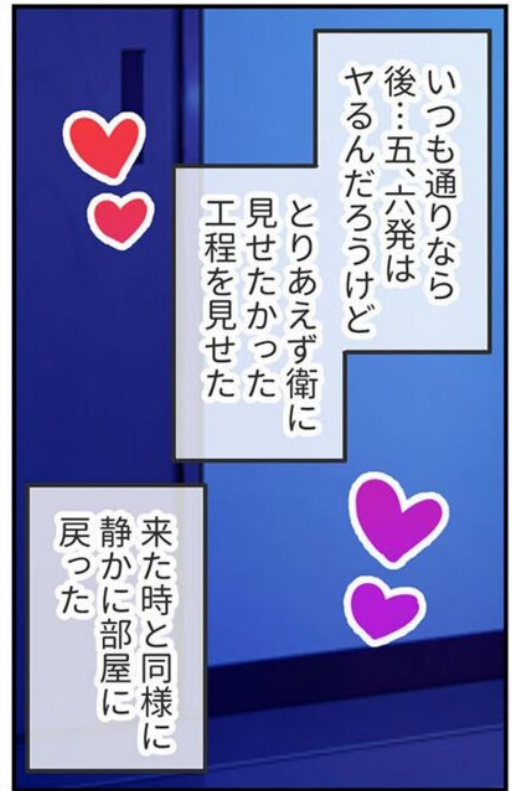 いつも通りなら
後…五、六発は
ヤるんだろうけど
とりあえず衛に
見せたかった
工程を見せた
来た時と同様に
静かに部屋に
戻った